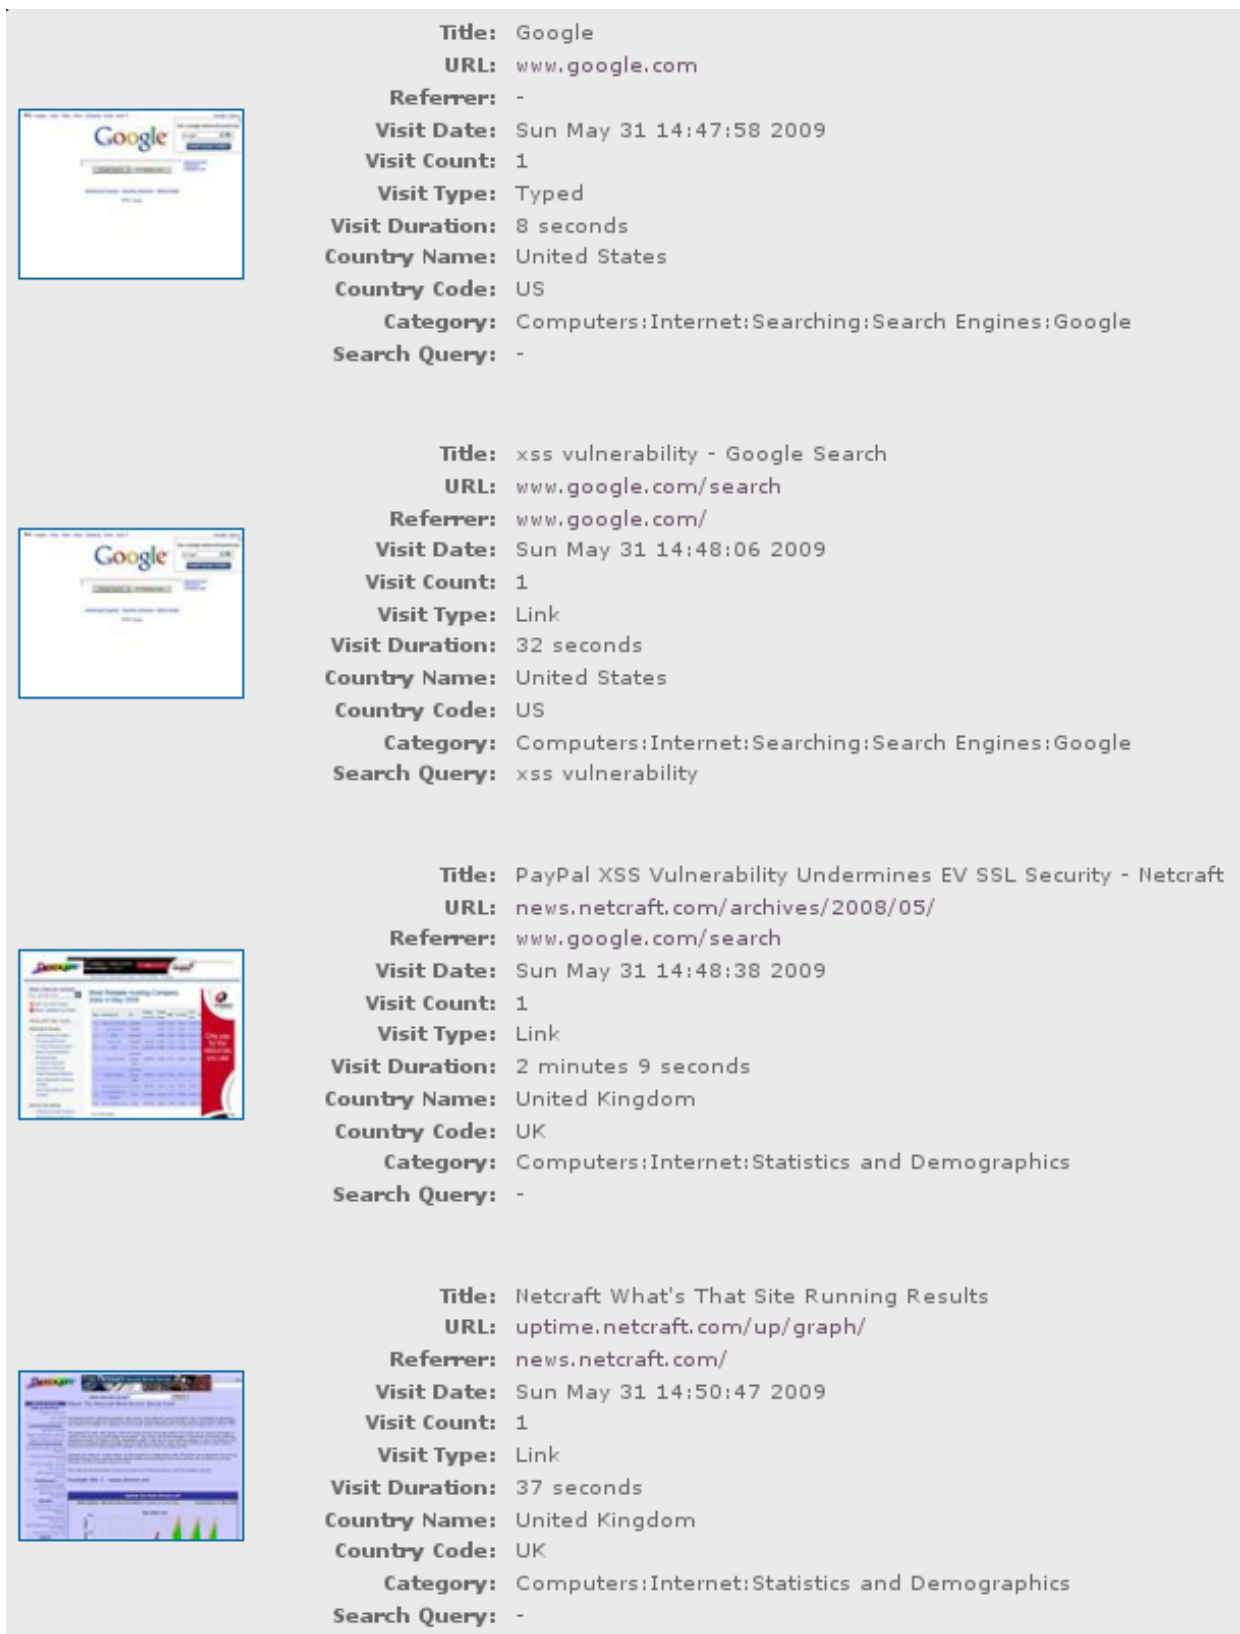 Title: Google
URL: www.google.com
Referrer: -
Visit Date: Sun May 31 14:47:58 2009
Visit Count: 1
Visit Type: Typed
Visit Duration: 8 seconds
Country Name: United States
Country Code: US
Category: Computers:Internet:Searching:Search Engines:Google
Search Query: -
Google
Title: xss vulnerability - Google Search
URL: www.google.com/search
Referrer: www.google.com/
Visit Date: Sun May 31 14:48:06 2009
Visit Count: 1
Visit Type: Link
Visit Duration: 32 seconds
Country Name: United States
Country Code: US
Category: Computers:Internet:Searching:Search Engines:Google
Search Query: xss vulnerability
Google
Title: PayPal XSS Vulnerability Undermines EV SSL Security - Netcraft
URL: news.netcraft.com/archives/2008/05/
Referrer: www.google.com/search
Visit Date: Sun May 31 14:48:38 2009
Visit Count: 1
Visit Type: Link
Visit Duration: 2 minutes 9 seconds
Country Name: United Kingdom
Country Code: UK
Category: Computers:Internet:Statistics and Demographics
Search Query: -
Title: Netcraft What's That Site Running Results
URL: uptime.netcraft.com/up/graph/
Referrer: news.netcraft.com/
Visit Date: Sun May 31 14:50:47 2009
Visit Count: 1
Visit Type: Link
Visit Duration: 37 seconds
Country Name: United Kingdom
Country Code: UK
Category: Computers:Internet:Statistics and Demographics
Search Query: -